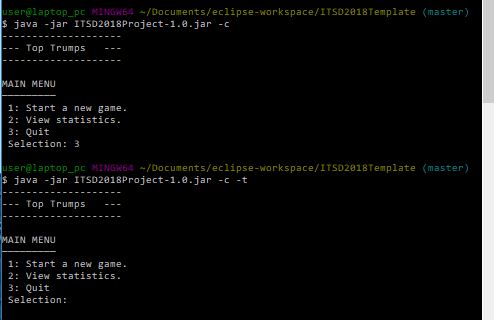 user@laptop_pc MINGW64 ~/Documents/eclipse-workspace/ITSD2018Template (master)
$ java -jar ITSD2018Project-1.0.jar -c
--------------------
--- Top Trumps   ---
--------------------
MAIN MENU
─────────
1: Start a new game.
2: View statistics.
3: Quit
Selection: 3
user@laptop_pc MINGW64 ~/Documents/eclipse-workspace/ITSD2018Template (master)
$ java -jar ITSD2018Project-1.0.jar -c -t
--------------------
--- Top Trumps   ---
--------------------
MAIN MENU
─────────
1: Start a new game.
2: View statistics.
3: Quit
Selection: